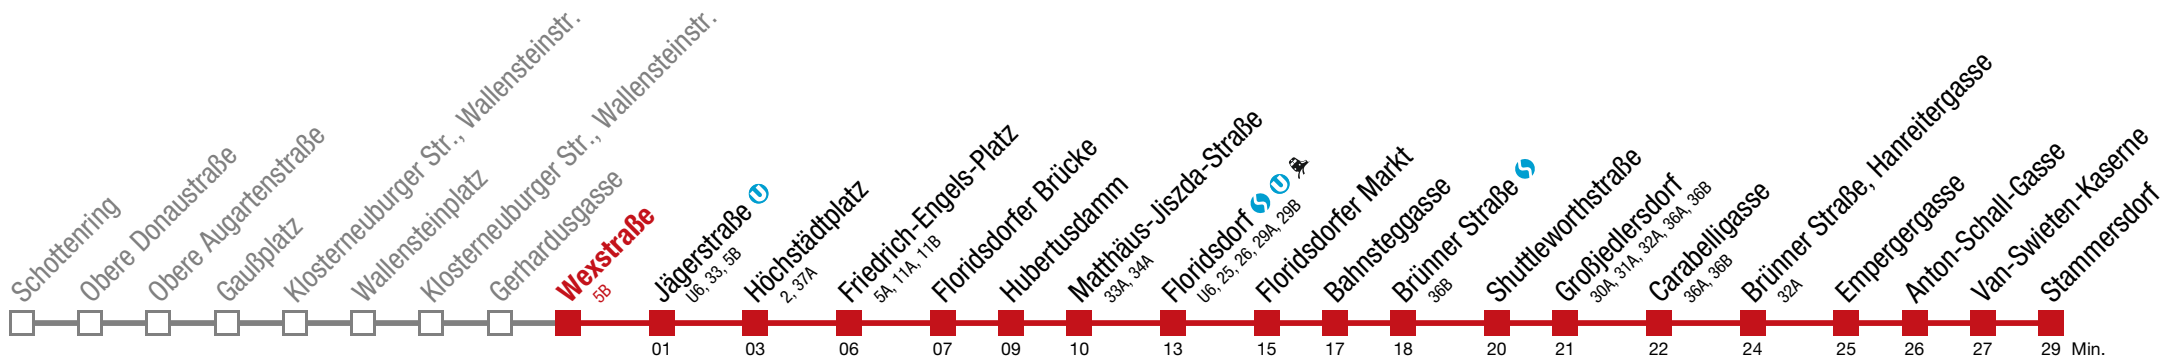 Schottenring
Obere Donaustraße
Obere Augartenstraße
Gaußplatz
Klosterneuburger Str., Wallensteinstr.
Wallensteinplatz
Klosterneuburger Str., Wallensteinstr.
Gerhardusgasse
Wexstraße
5B
Jägerstraße U
U6, 33, 5B
Höchstädtplatz
2, 37A
Friedrich-Engels-Platz
5A, 11A, 11B
Floridsdorfer Brücke
Hubertusdamm
Matthäus-Jiszda-Straße
33A, 34A
Floridsdorf S U
U6, 25, 26, 29A, 29B
Floridsdorfer Markt
Bahnsteggasse
Brünner Straße S
36B
Shuttleworthstraße
Großjedlersdorf
30A, 31A, 32A, 36A, 36B
Carabelligasse
36A, 36B
Brünner Straße, Hanreitergasse
32A
Empergergasse
Anton-Schall-Gasse
Van-Swieten-Kaserne
Stammersdorf
01 03 06 07 09 10 13 15 17 18 20 21 22 24 25 26 27 29 Min.